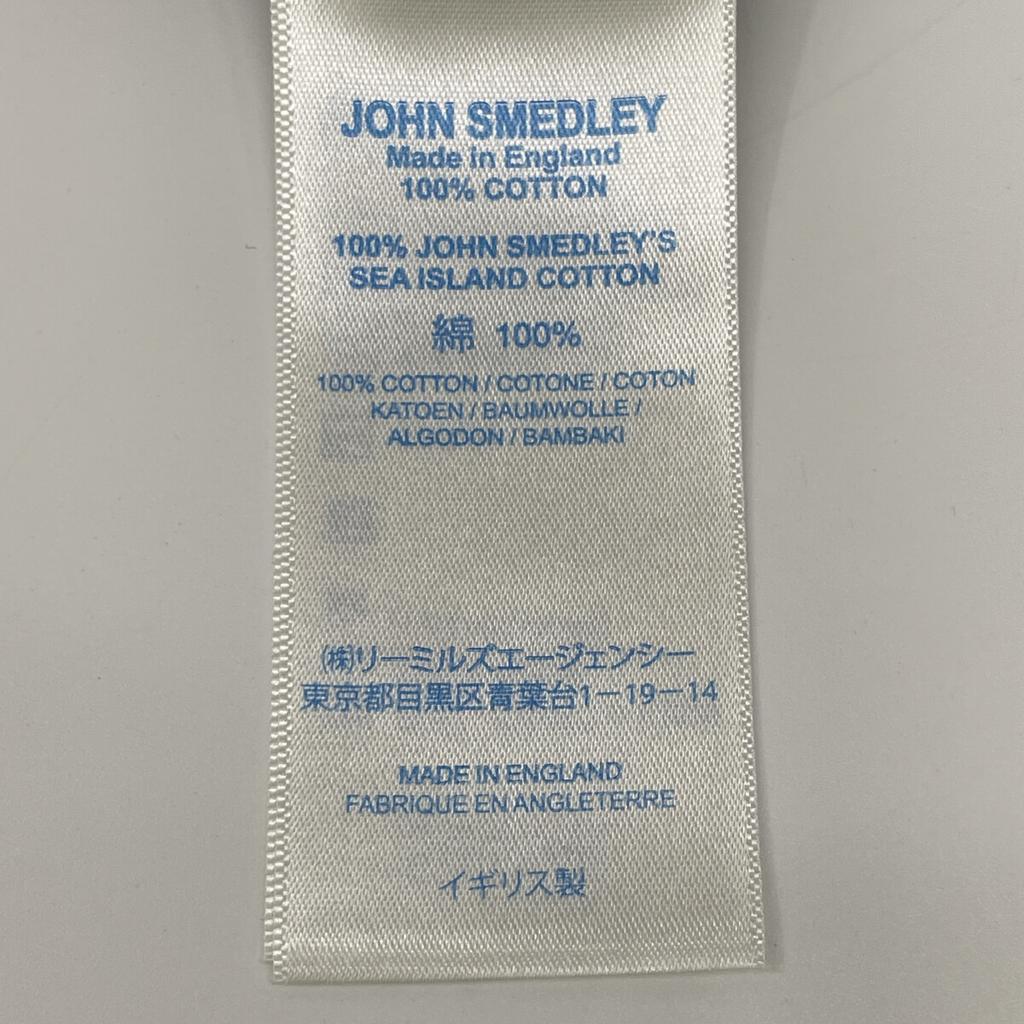 JOHN SMEDLEY
Made in England
100% COTTON
100% JOHN SMEDLEY'S
SEA ISLAND COTTON
綿 100%
100% COTTON / COTONE / COTON
KATOEN / BAUMWOLLE /
ALGODON / BAMBAKI
㈱リーミルズエージェンシー
東京都目黒区青葉台1-19-14
MADE IN ENGLAND
FABRIQUE EN ANGLETERRE
イギリス製